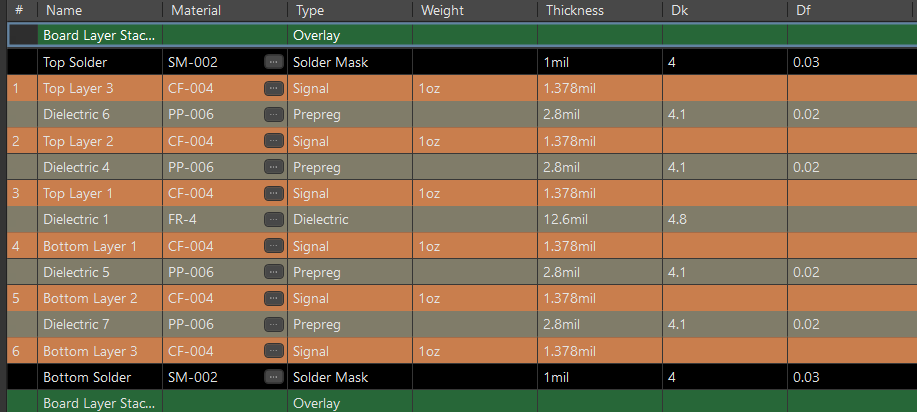 # Name Material Type Weight Thickness Dk Df
Board Layer Stac... Overlay
Top Solder SM-002 ... Solder Mask 1mil 4 0.03
1 Top Layer 3 CF-004 ... Signal 1oz 1.378mil
Dielectric 6 PP-006 ... Prepreg 2.8mil 4.1 0.02
2 Top Layer 2 CF-004 ... Signal 1oz 1.378mil
Dielectric 4 PP-006 ... Prepreg 2.8mil 4.1 0.02
3 Top Layer 1 CF-004 ... Signal 1oz 1.378mil
Dielectric 1 FR-4 ... Dielectric 12.6mil 4.8
4 Bottom Layer 1 CF-004 ... Signal 1oz 1.378mil
Dielectric 5 PP-006 ... Prepreg 2.8mil 4.1 0.02
5 Bottom Layer 2 CF-004 ... Signal 1oz 1.378mil
Dielectric 7 PP-006 ... Prepreg 2.8mil 4.1 0.02
6 Bottom Layer 3 CF-004 ... Signal 1oz 1.378mil
Bottom Solder SM-002 ... Solder Mask 1mil 4 0.03
Board Layer Stac... Overlay